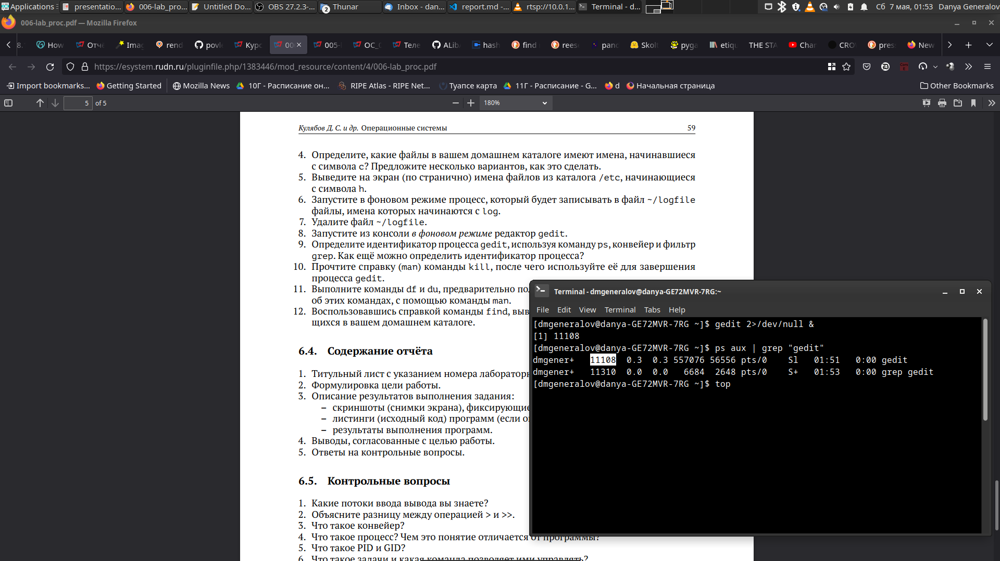 Applications
presentatio...
006-lab_pro...
Untitled Do...
OBS 27.2.3-...
2
Thunar
Inbox - dan...
report.md -...
rtsp://10.0.1...
Terminal - d...
Сб 7 мая, 01:53
Danya Generalov
006-lab_proc.pdf — Mozilla Firefox
8.
How
Отч
Imag
rend
povl
Курс
00
005-
ОС_
Теле
ALib
hash
find
rees
pand
Skol
pyga
etiqu
THE STA
Char
CRO
pres
New
https://esystem.rudn.ru/pluginfile.php/1383446/mod_resource/content/4/006-lab_proc.pdf
Import bookmarks...
Getting Started
Mozilla News
10Г - Расписание он...
RIPE Atlas - RIPE Net...
Туапсе карта
11Г - Расписание - G...
d
Начальная страница
Other Bookmarks
5 of 5
180%
Кулябов Д. С. и др. Операционные системы 59
4. Определите, какие файлы в вашем домашнем каталоге имеют имена, начинавшиеся
с символа c? Предложите несколько вариантов, как это сделать.
5. Выведите на экран (по странично) имена файлов из каталога /etc, начинающиеся
с символа h.
6. Запустите в фоновом режиме процесс, который будет записывать в файл ~/logfile
файлы, имена которых начинаются с log.
7. Удалите файл ~/logfile.
8. Запустите из консоли в фоновом режиме редактор gedit.
9. Определите идентификатор процесса gedit, используя команду ps, конвейер и фильтр
grep. Как ещё можно определить идентификатор процесса?
10. Прочтите справку (man) команды kill, после чего используйте её для завершения
процесса gedit.
11. Выполните команды df и du, предварительно пол
об этих командах, с помощью команды man.
12. Воспользовавшись справкой команды find, выв
щихся в вашем домашнем каталоге.
6.4. Содержание отчёта
1. Титульный лист с указанием номера лабораторн
2. Формулировка цели работы.
3. Описание результатов выполнения задания:
– скриншоты (снимки экрана), фиксирующие
– листинги (исходный код) программ (если о
– результаты выполнения программ.
4. Выводы, согласованные с целью работы.
5. Ответы на контрольные вопросы.
6.5. Контрольные вопросы
1. Какие потоки ввода вывода вы знаете?
2. Объясните разницу между операцией > и >>.
3. Что такое конвейер?
4. Что такое процесс? Чем это понятие отличается от программы?
5. Что такое PID и GID?
6. Что такое задачи и какая команда позволяет ими управлять?
Terminal - dmgeneralov@danya-GE72MVR-7RG:~
File Edit View Terminal Tabs Help
[dmgeneralov@danya-GE72MVR-7RG ~]$ gedit 2>/dev/null &
[1] 11108
[dmgeneralov@danya-GE72MVR-7RG ~]$ ps aux | grep "gedit"
dmgener+ 11108 0.3 0.3 557076 56556 pts/0 Sl 01:51 0:00 gedit
dmgener+ 11310 0.0 0.0 6684 2648 pts/0 S+ 01:53 0:00 grep gedit
[dmgeneralov@danya-GE72MVR-7RG ~]$ top